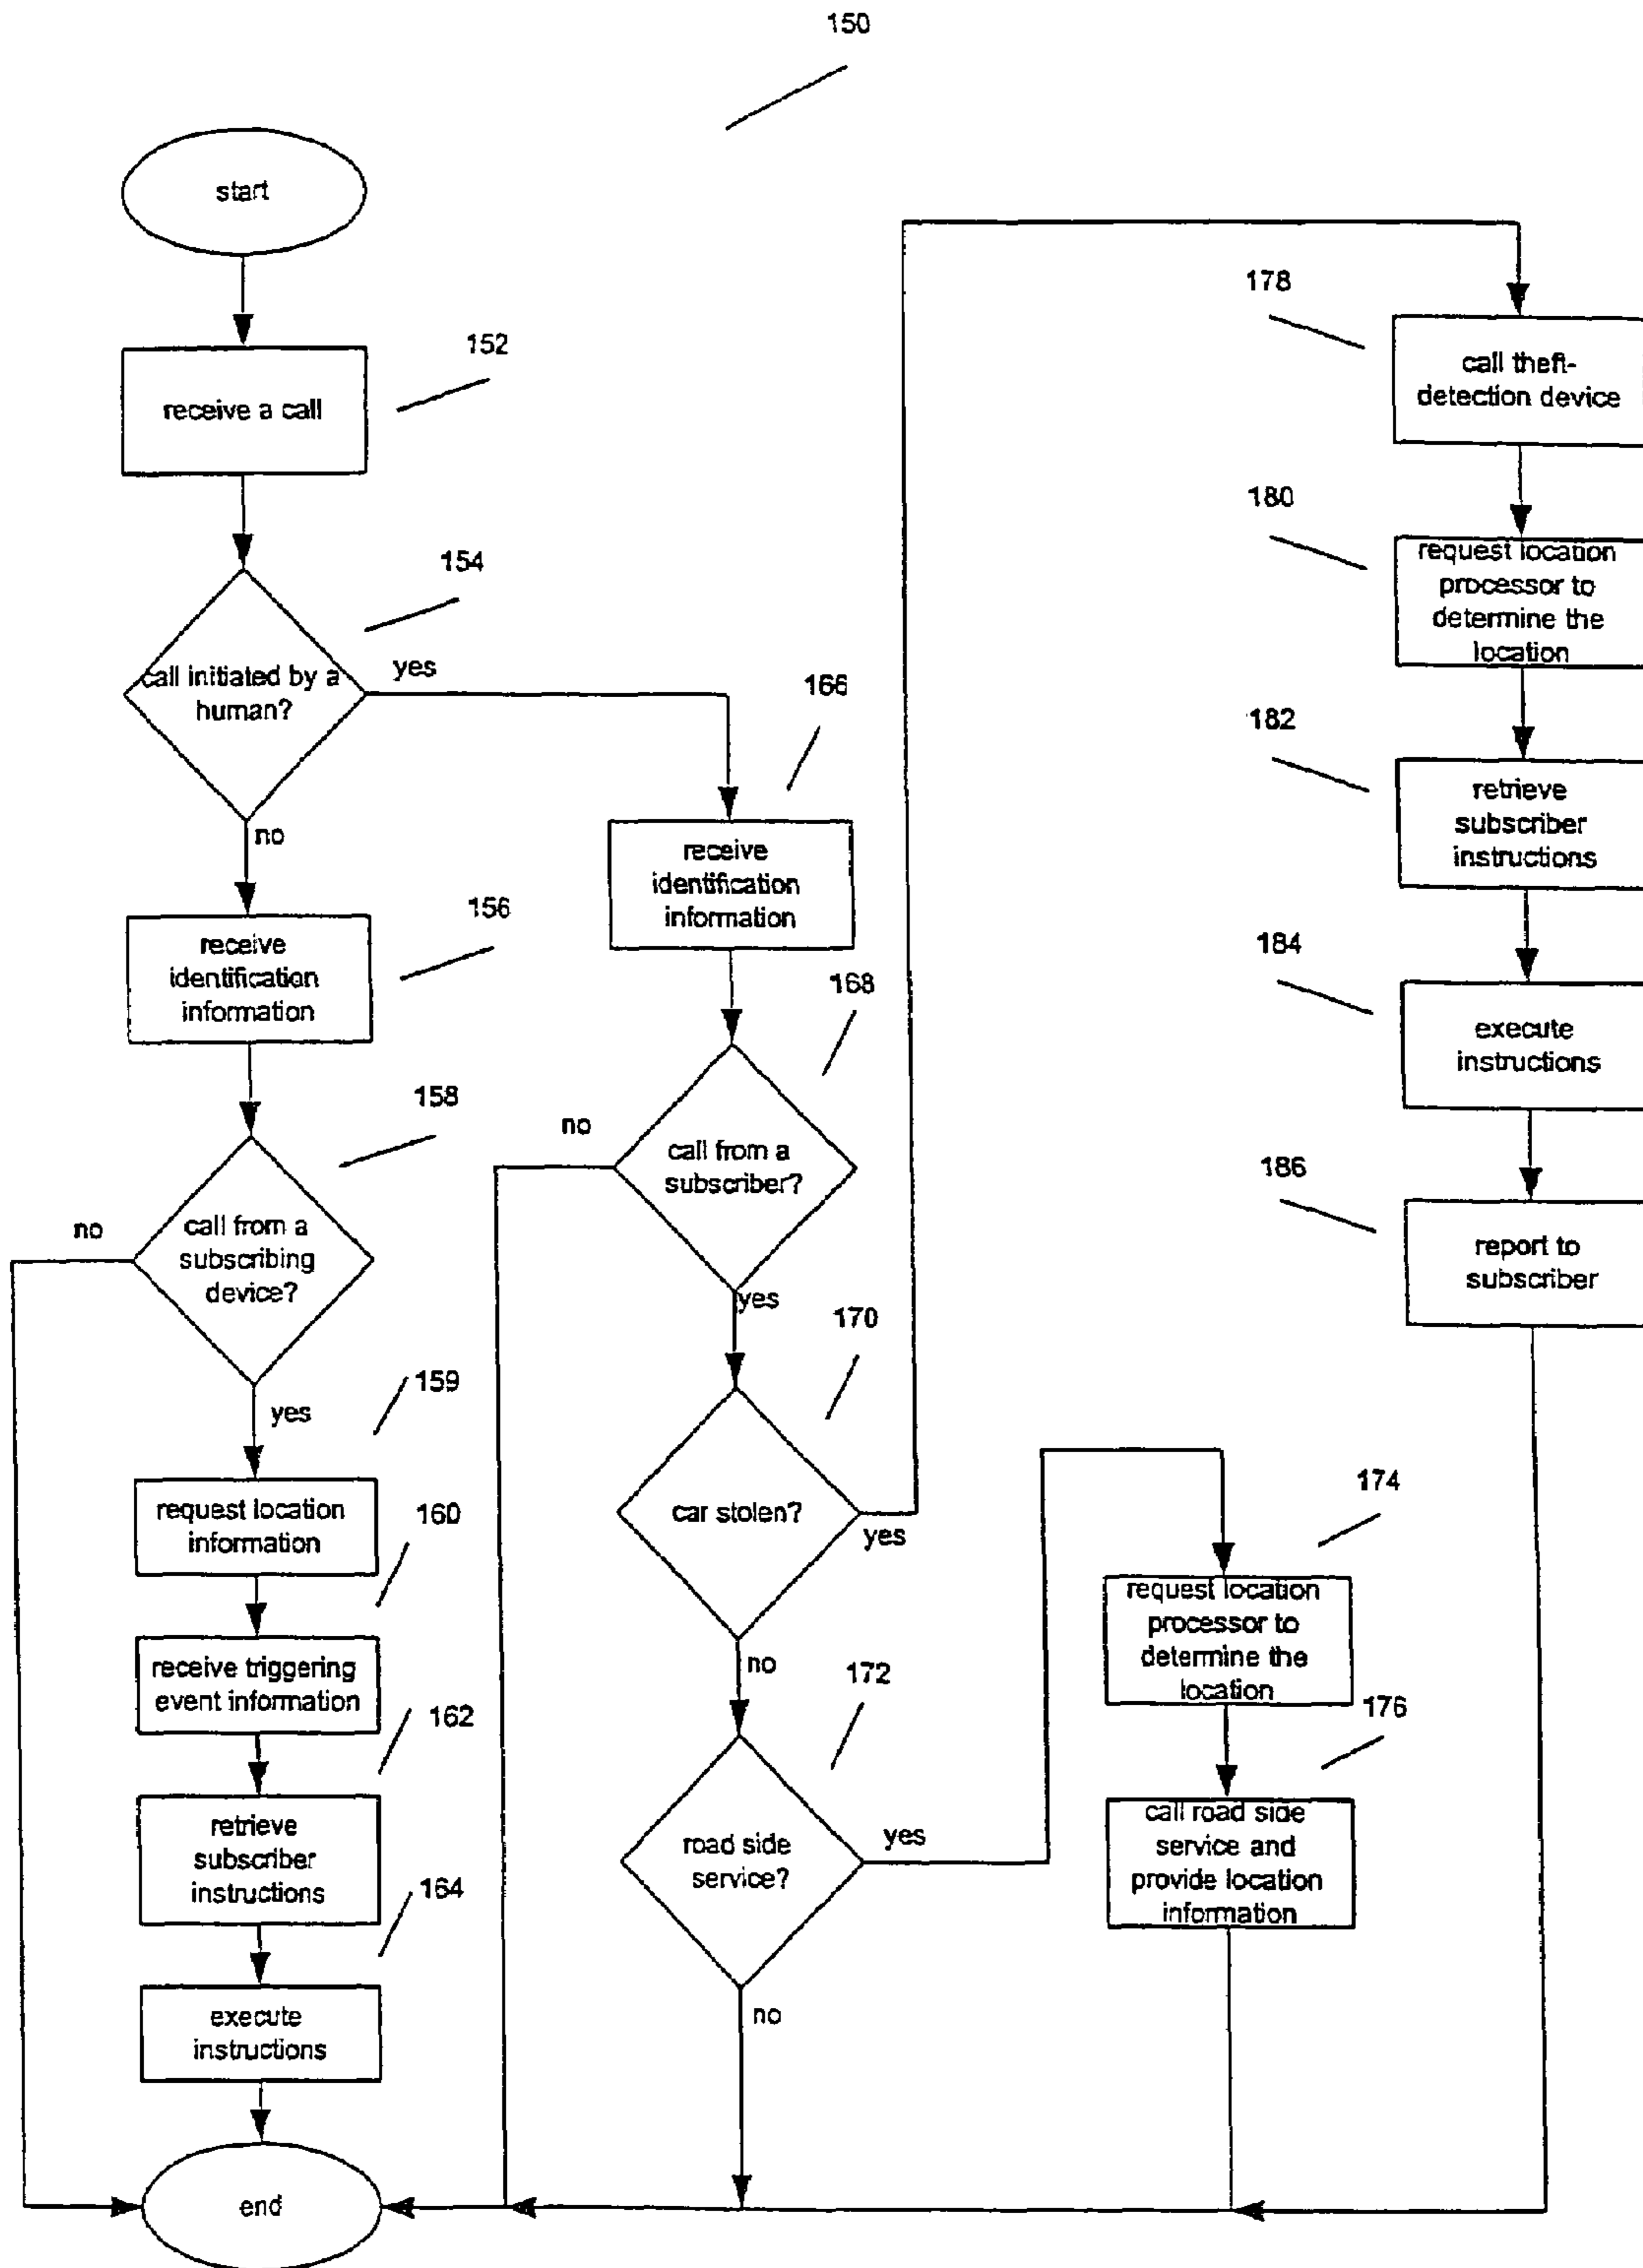 150
start
152
receive a call
154
call initiated by a
human?
yes
no
156
receive
identification
information
158
call from a
subscribing
device?
no
yes
159
request location
information
160
receive triggering
event information
162
retrieve
subscriber
instructions
164
execute
instructions
end
166
receive
identification
information
168
no
call from a
subscriber?
yes
170
car stolen?
yes
no
172
road side
service?
yes
no
174
request location
processor to
determine the
location
176
call road side
service and
provide location
information
178
call theft-
detection device
180
request location
processor to
determine the
location
182
retrieve
subscriber
instructions
184
execute
instructions
186
report to
subscriber